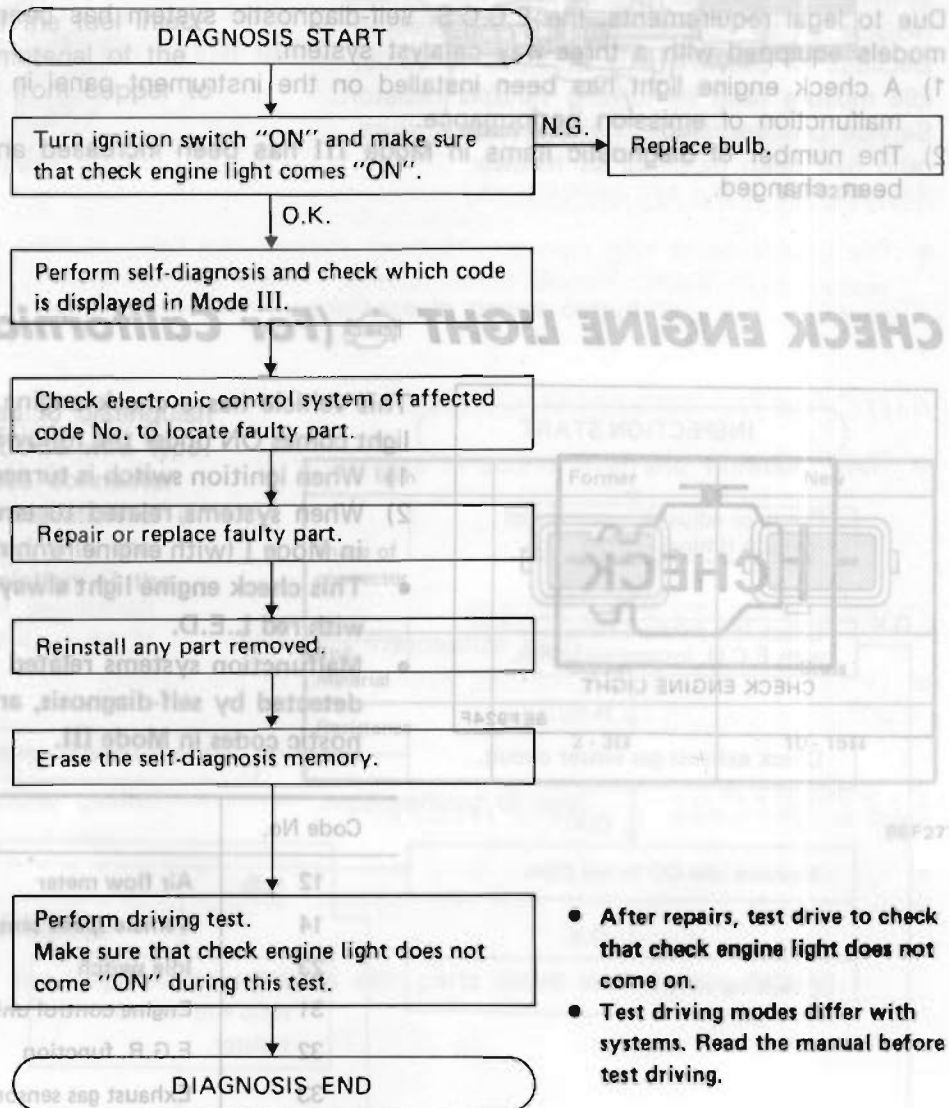 DIAGNOSIS START
Turn ignition switch "ON" and make sure
that check engine light comes "ON".
N.G.
Replace bulb.
O.K.
Perform self-diagnosis and check which code
is displayed in Mode III.
Check electronic control system of affected
code No. to locate faulty part.
Repair or replace faulty part.
Reinstall any part removed.
Erase the self-diagnosis memory.
Perform driving test.
Make sure that check engine light does not
come "ON" during this test.
● After repairs, test drive to check
that check engine light does not
come on.
● Test driving modes differ with
systems. Read the manual before
test driving.
DIAGNOSIS END